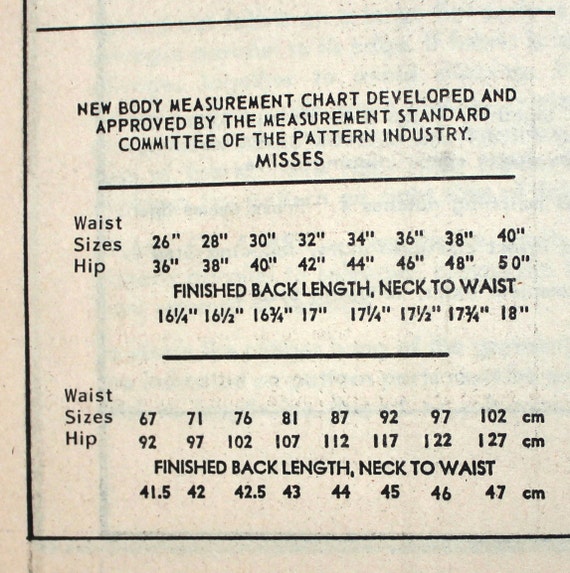 NEW BODY MEASUREMENT CHART DEVELOPED AND
APPROVED BY THE MEASUREMENT STANDARD
COMMITTEE OF THE PATTERN INDUSTRY.
MISSES
Waist
Sizes 26" 28" 30" 32" 34" 36" 38" 40"
Hip 36" 38" 40" 42" 44" 46" 48" 50"
FINISHED BACK LENGTH, NECK TO WAIST
16¼" 16½" 16¾" 17" 17¼" 17½" 17¾" 18"
Waist
Sizes 67 71 76 81 87 92 97 102 cm
Hip 92 97 102 107 112 117 122 127 cm
FINISHED BACK LENGTH, NECK TO WAIST
41.5 42 42.5 43 44 45 46 47 cm